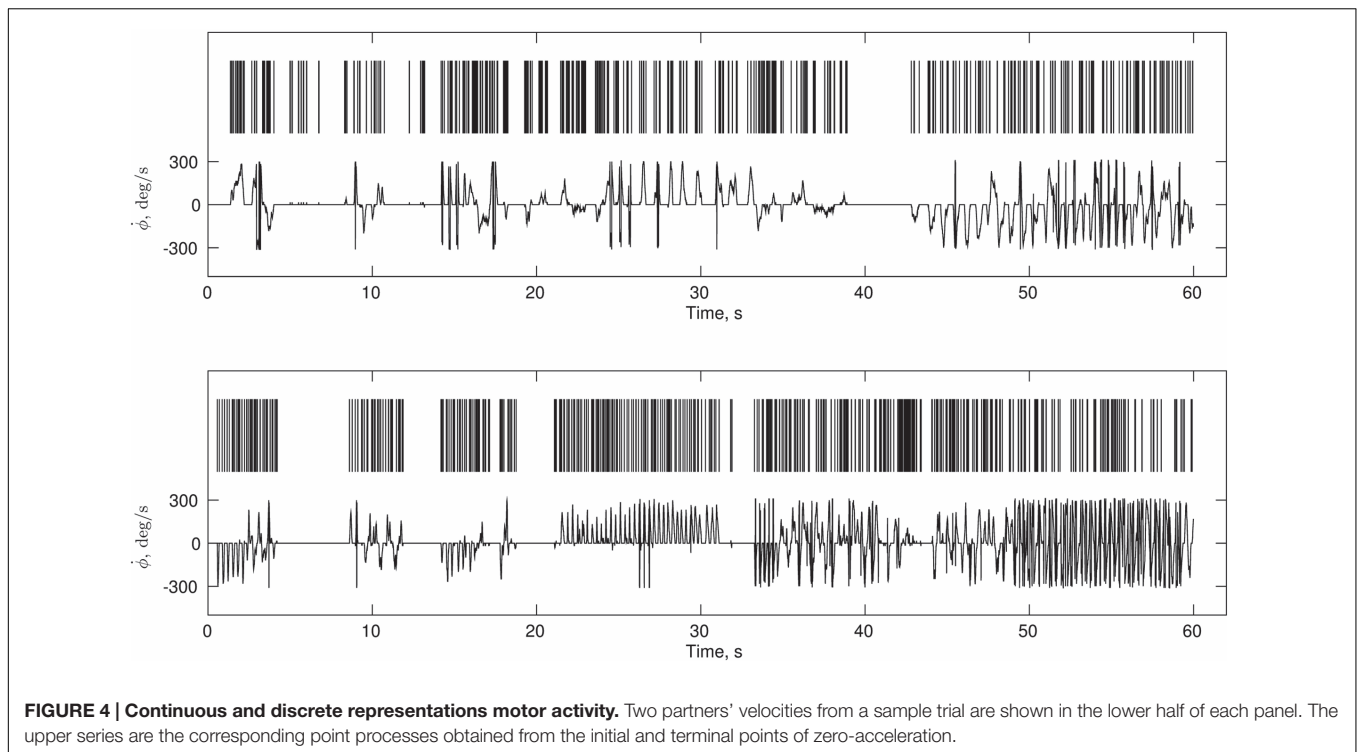 300
0
-300
ϕ̇, deg/s
0 10 20 30 40 50 60
Time, s
300
0
-300
ϕ̇, deg/s
0 10 20 30 40 50 60
Time, s
FIGURE 4 | Continuous and discrete representations motor activity. Two partners' velocities from a sample trial are shown in the lower half of each panel. The
upper series are the corresponding point processes obtained from the initial and terminal points of zero-acceleration.